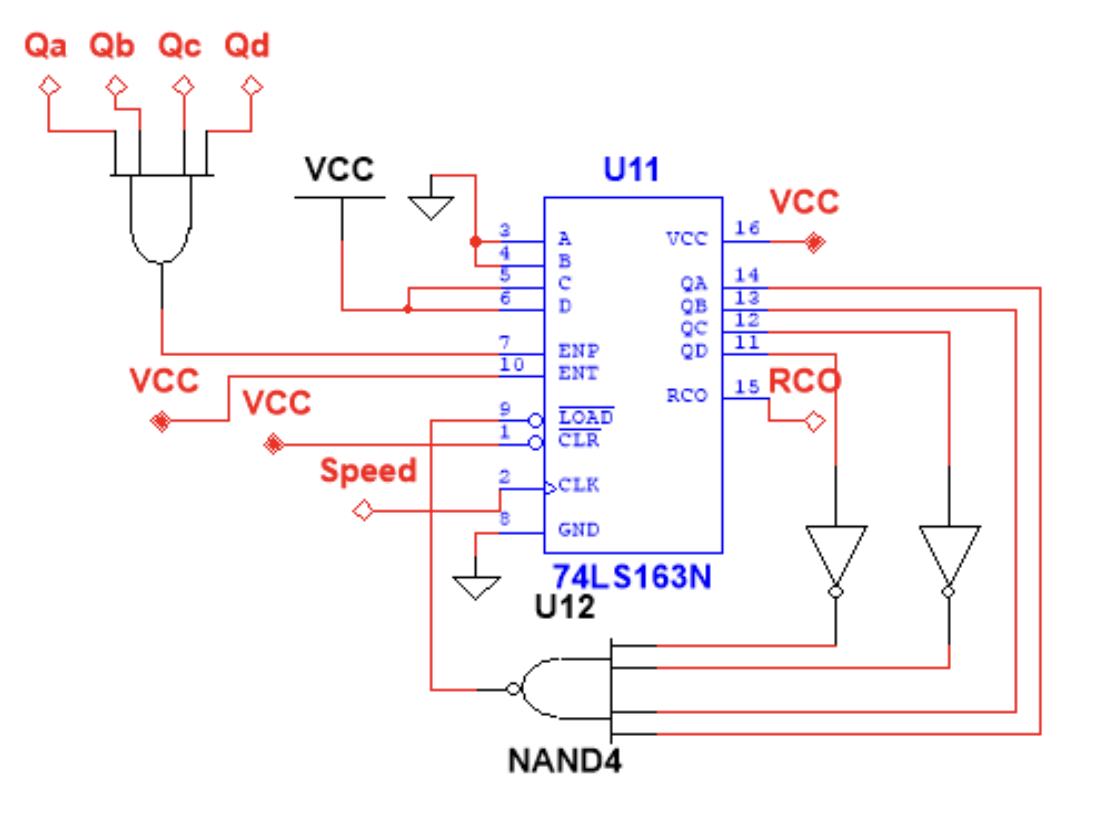 Qa Qb Qc Qd
VCC
U11
VCC
3 A
4 B
5 C
6 D
7 ENP
10 ENT
9 LOAD
1 CLR
2 CLK
8 GND
VCC 16
QA 14
QB 13
QC 12
QD 11
RCO 15
RCO
VCC
VCC
Speed
74LS163N
U12
NAND4